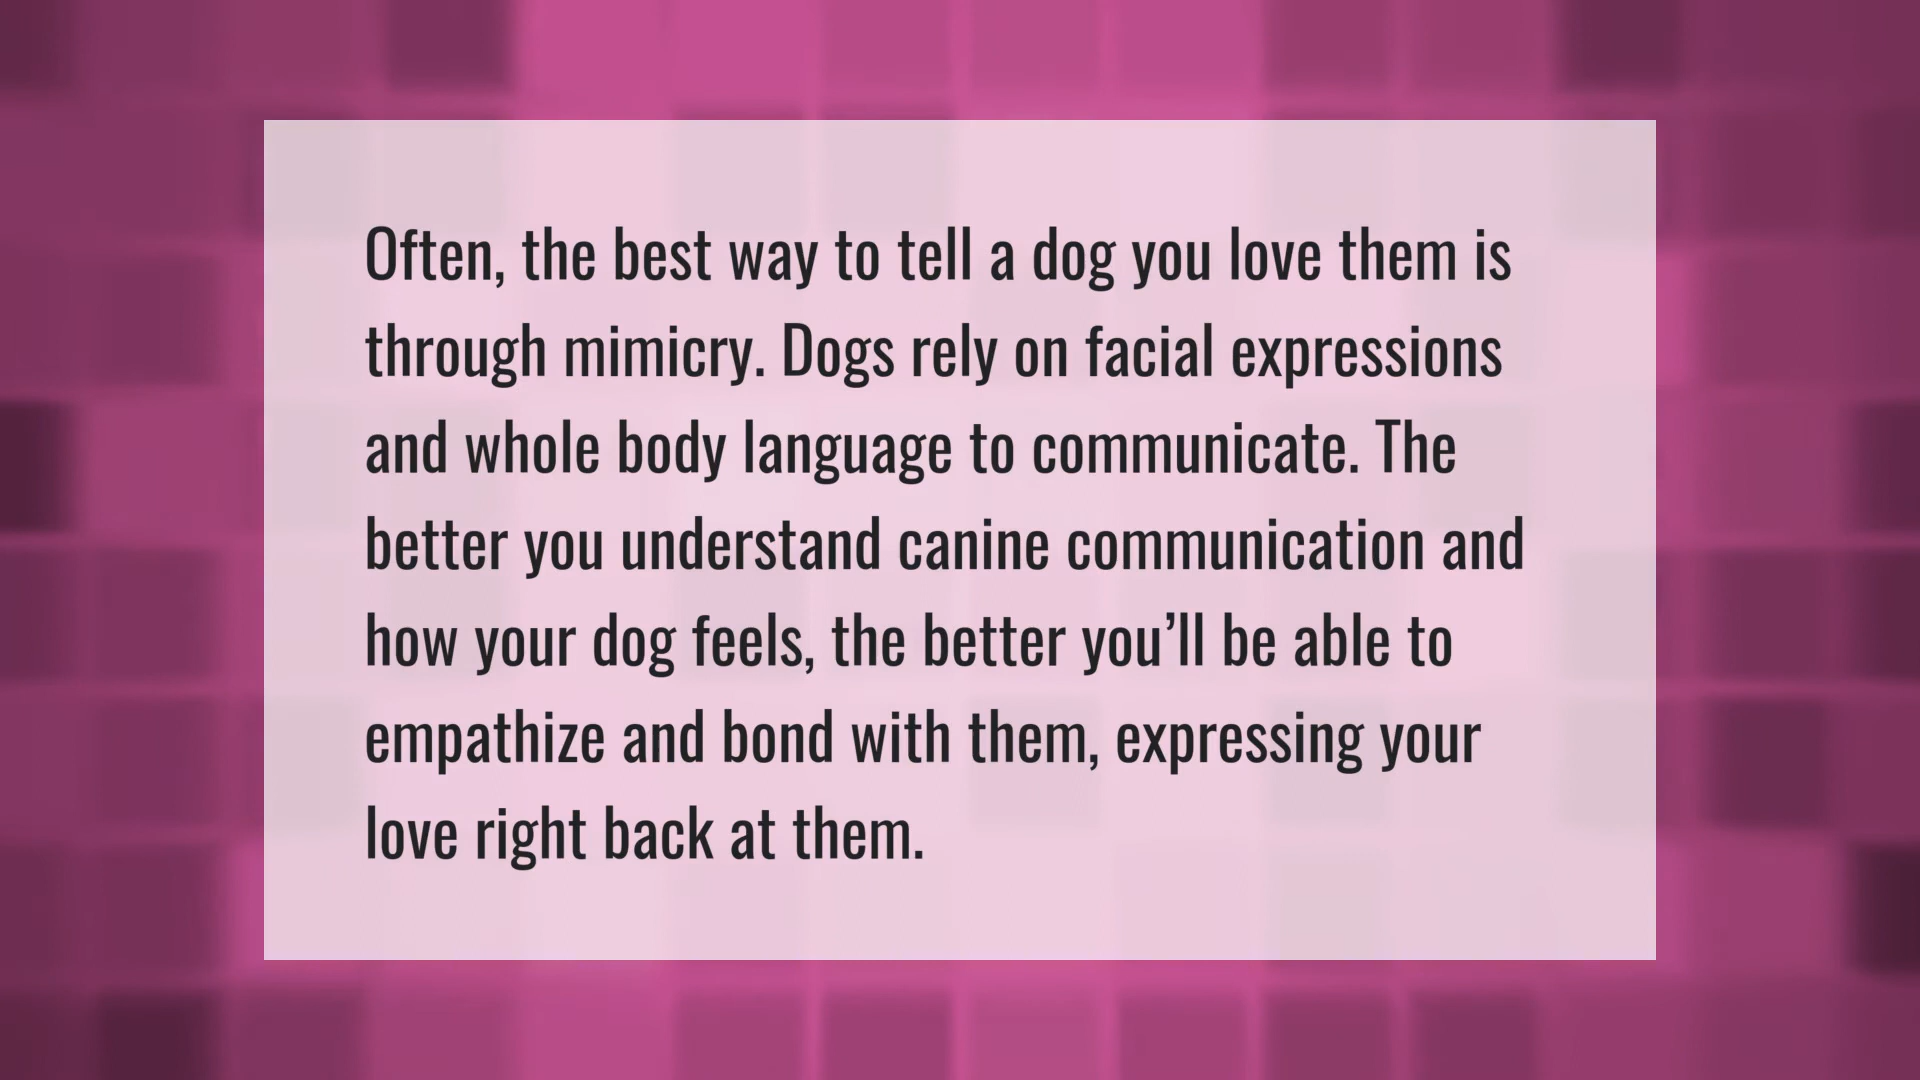 Often, the best way to tell a dog you love them is
through mimicry. Dogs rely on facial expressions
and whole body language to communicate. The
better you understand canine communication and
how your dog feels, the better you’ll be able to
empathize and bond with them, expressing your
love right back at them.